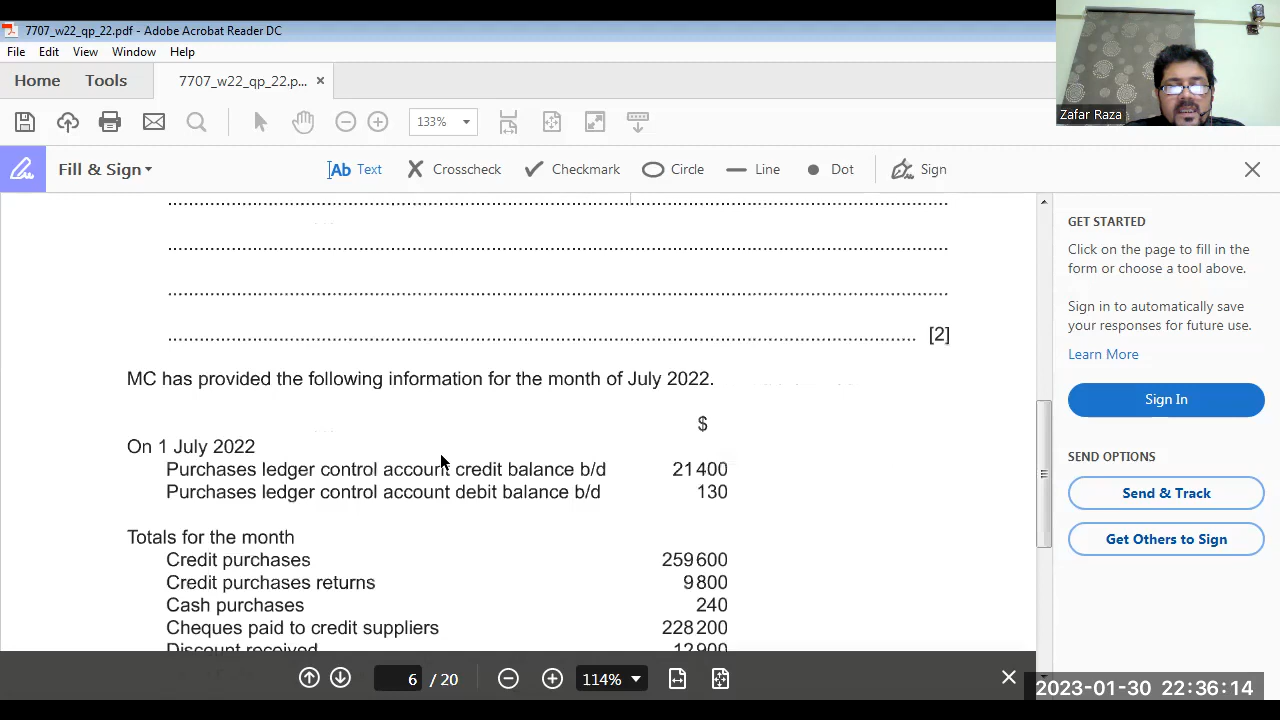 7707_w22_qp_22.pdf - Adobe Acrobat Reader DC
File Edit View Window Help
Home Tools 7707_w22_qp_22.p... ×
133%
Zafar Raza
Fill & Sign
Ab Text Crosscheck Checkmark Circle Line Dot Sign
[2]
MC has provided the following information for the month of July 2022.
$
On 1 July 2022
Purchases ledger control account credit balance b/d 21 400
Purchases ledger control account debit balance b/d 130
Totals for the month
Credit purchases 259 600
Credit purchases returns 9 800
Cash purchases 240
Cheques paid to credit suppliers 228 200
Discount received 12 900
GET STARTED
Click on the page to fill in the
form or choose a tool above.
Sign in to automatically save
your responses for future use.
Learn More
Sign In
SEND OPTIONS
Send & Track
Get Others to Sign
6 / 20 114%
2023-01-30 22:36:14